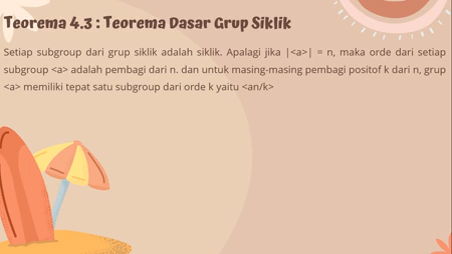 Teorema 4.3 : Teorema Dasar Grup Siklik
Setiap subgroup dari grup siklik adalah siklik. Apalagi jika |<a>| = n, maka orde dari setiap
subgroup <a> adalah pembagi dari n. dan untuk masing-masing pembagi positof k dari n, grup
<a> memiliki tepat satu subgroup dari orde k yaitu <an/k>